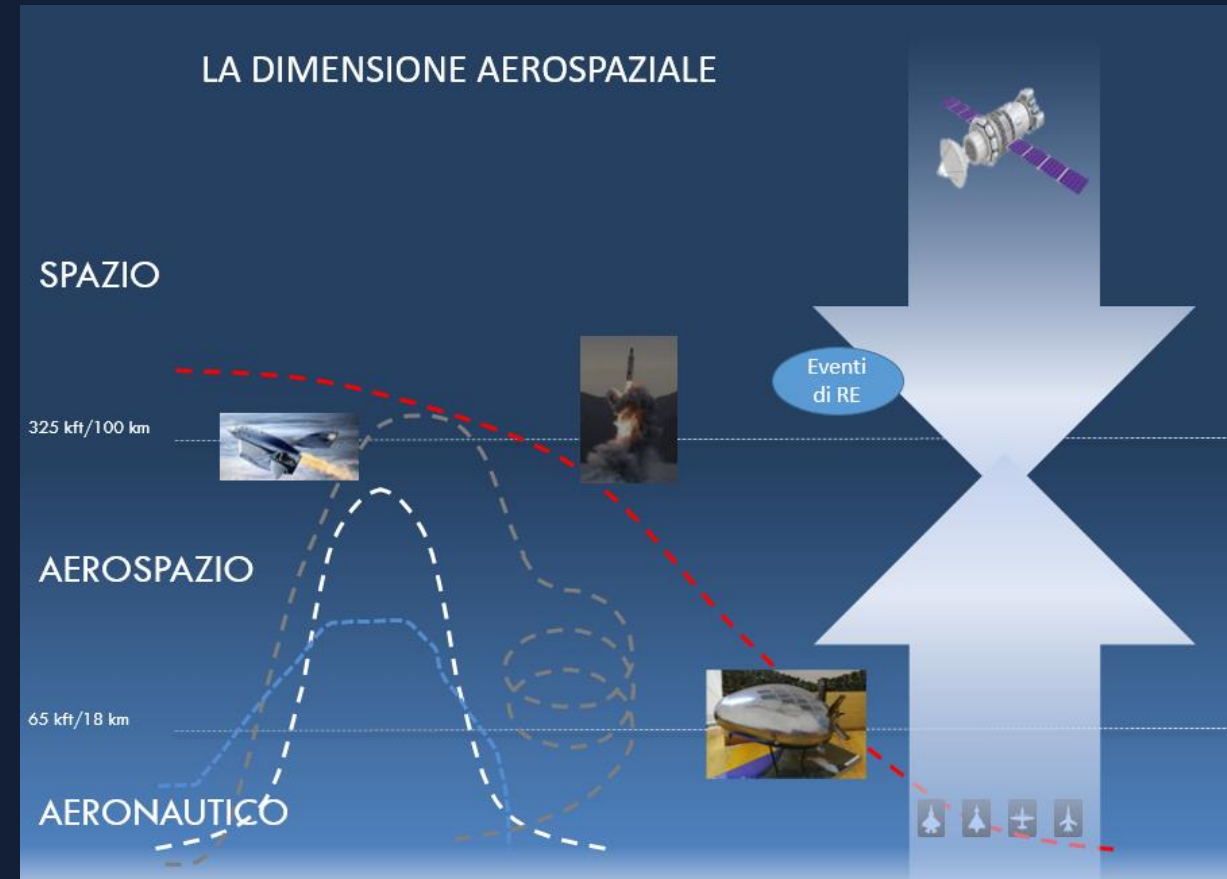 LA DIMENSIONE AEROSPAZIALE
SPAZIO
Eventi
di RE
325 kft/100 km
AEROSPAZIO
65 kft/18 km
AERONAUTICO